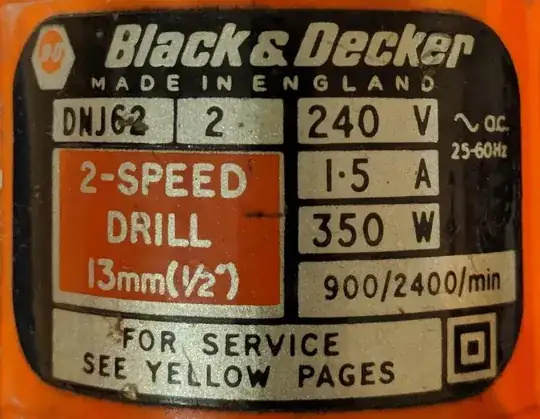 Black & Decker
MADE IN ENGLAND
DNJ62 2 240 V ∿ a.c.
25-60Hz
2-SPEED 1·5 A
DRILL 350 W
13mm(1/2") 900/2400/min
FOR SERVICE
SEE YELLOW PAGES